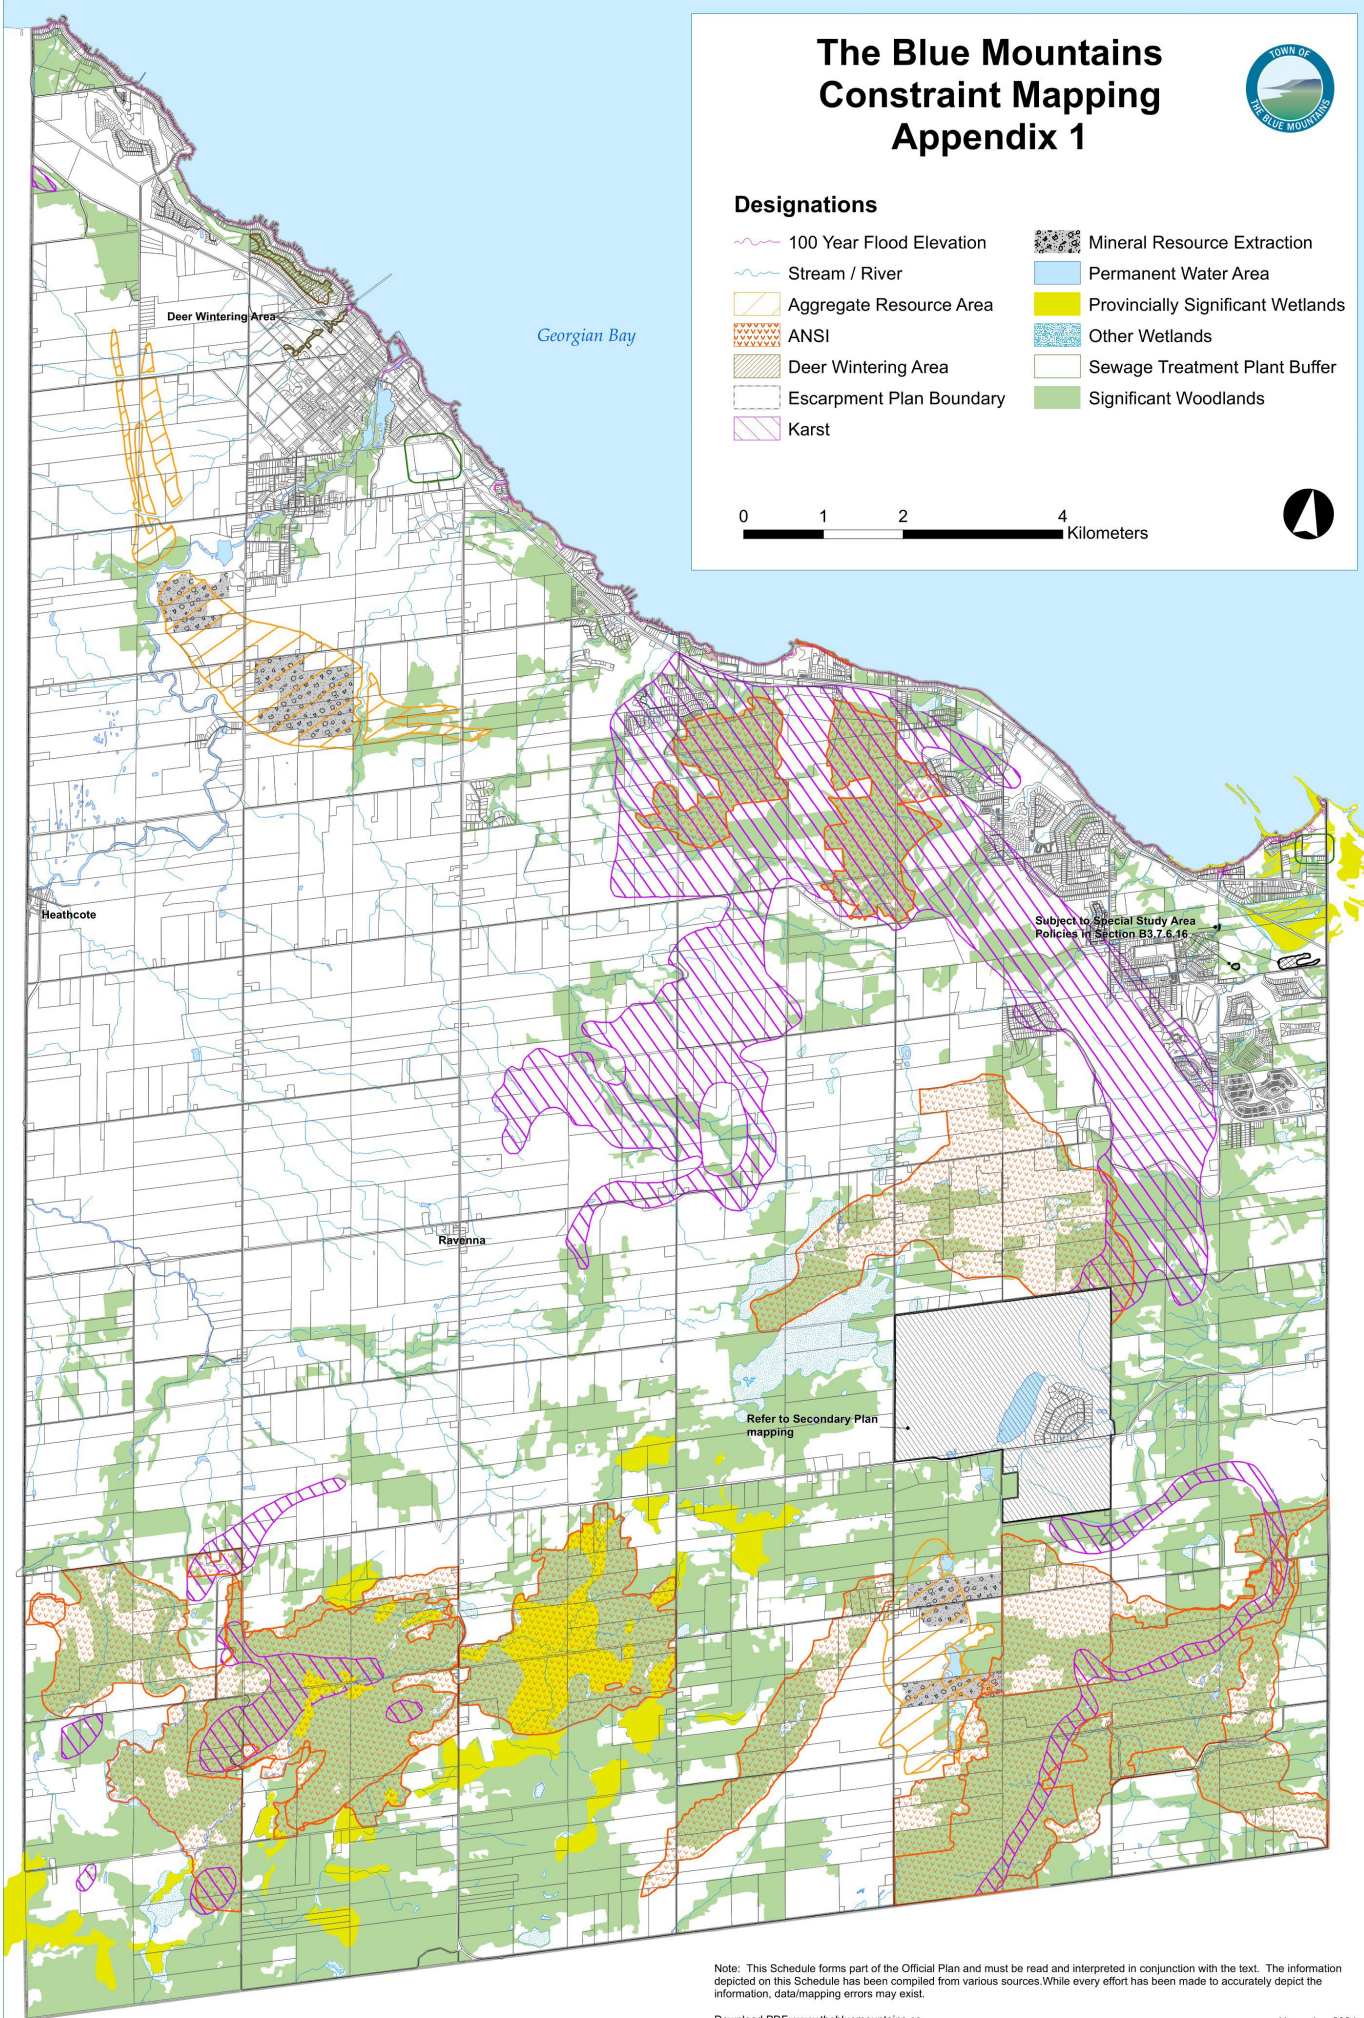 The Blue Mountains
Constraint Mapping
Appendix 1
TOWN OF
THE BLUE MOUNTAINS
Designations
100 Year Flood Elevation
Stream / River
Aggregate Resource Area
ANSI
Deer Wintering Area
Escarpment Plan Boundary
Karst
Mineral Resource Extraction
Permanent Water Area
Provincially Significant Wetlands
Other Wetlands
Sewage Treatment Plant Buffer
Significant Woodlands
0 1 2 4
Kilometers
Deer Wintering Area
Georgian Bay
Heathcote
Subject to Special Study Area
Policies in Section B3.7.6.16
Ravenna
Refer to Secondary Plan
mapping
Note: This Schedule forms part of the Official Plan and must be read and interpreted in conjunction with the text. The information
depicted on this Schedule has been compiled from various sources.While every effort has been made to accurately depict the
information, data/mapping errors may exist.